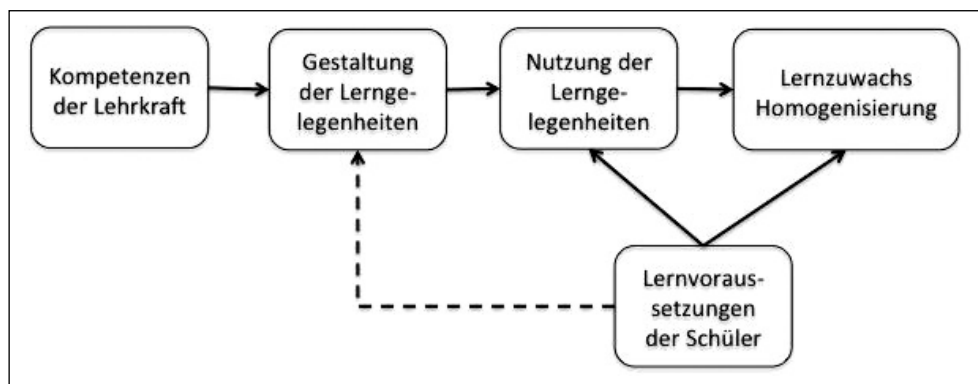 Kompetenzen
der Lehrkraft
Gestaltung
der Lernge-
legenheiten
Nutzung der
Lernge-
legenheiten
Lernzuwachs
Homogenisierung
Lernvoraus-
setzungen
der Schüler